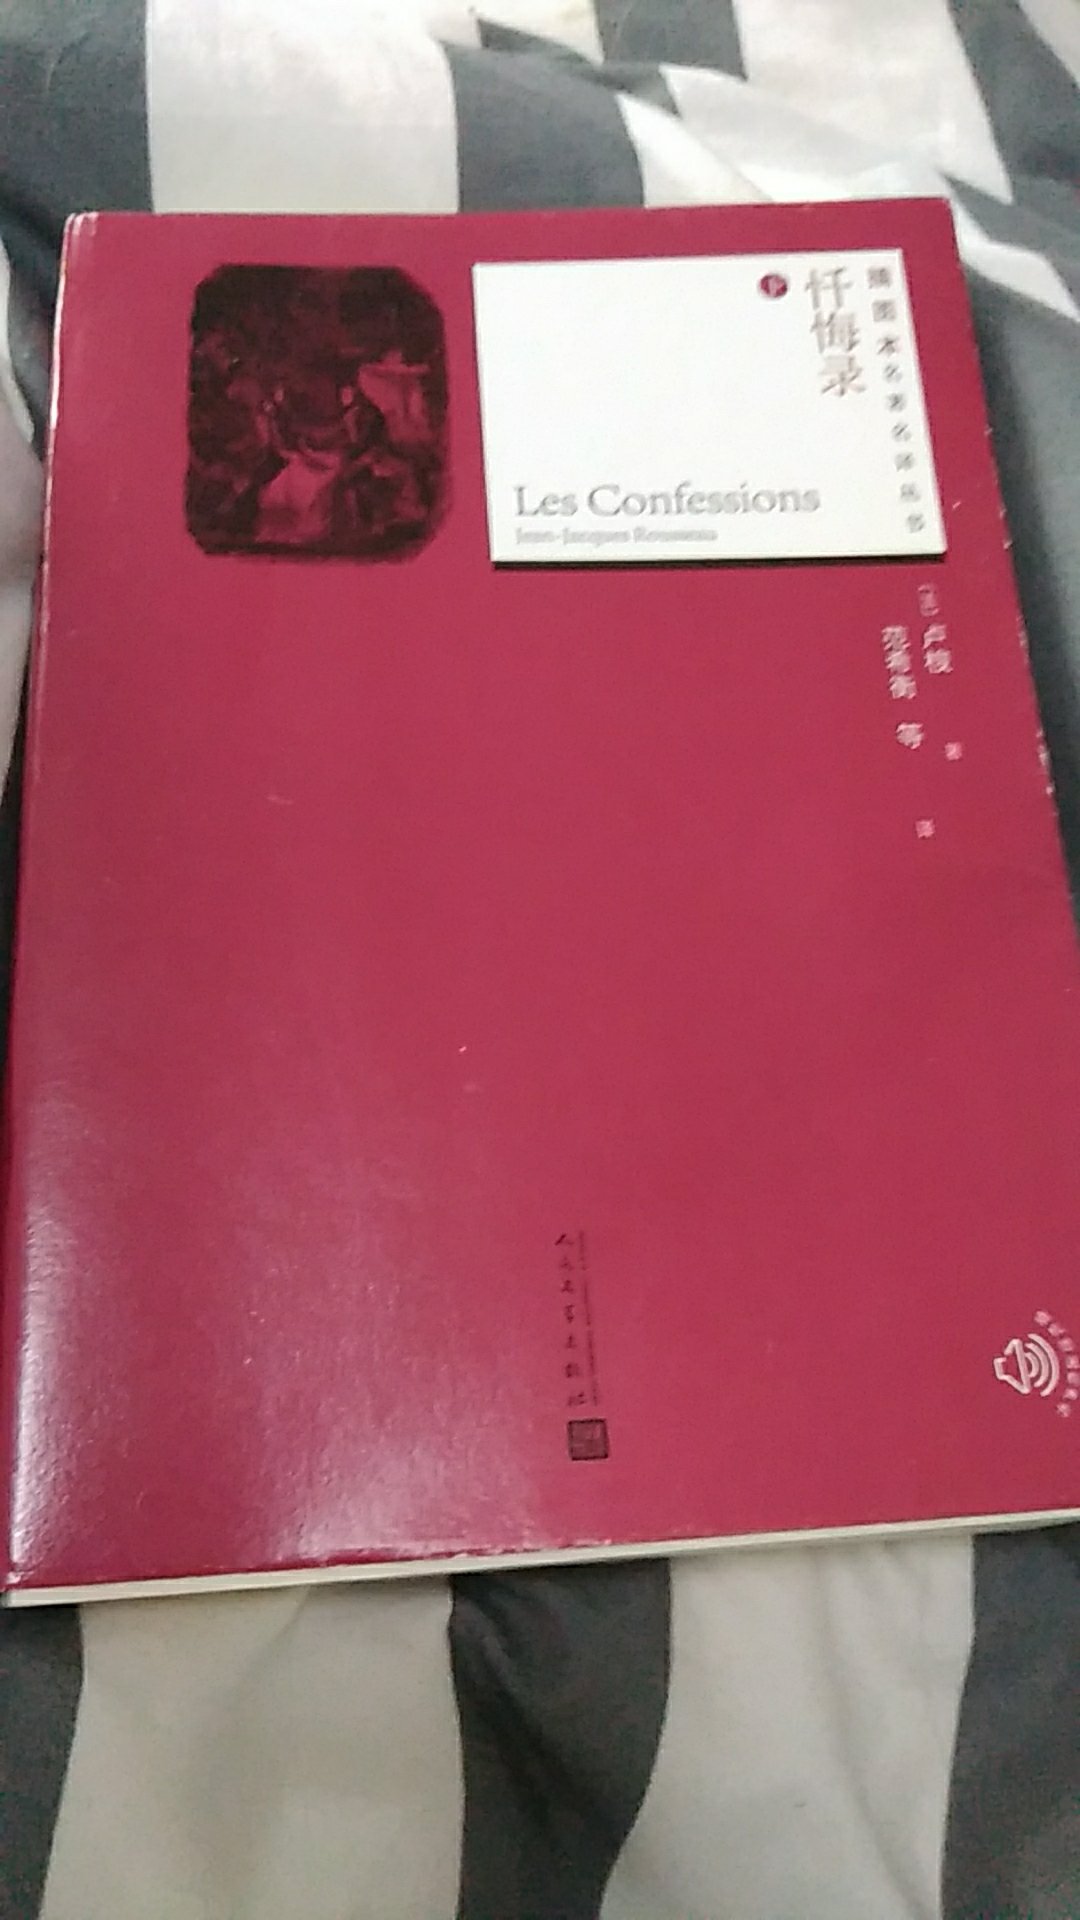 插图本名著名译丛书
忏悔录
下
Les Confessions
Jean-Jacques Rousseau
〔法〕卢梭 著
范希衡 等 译
人民文学出版社